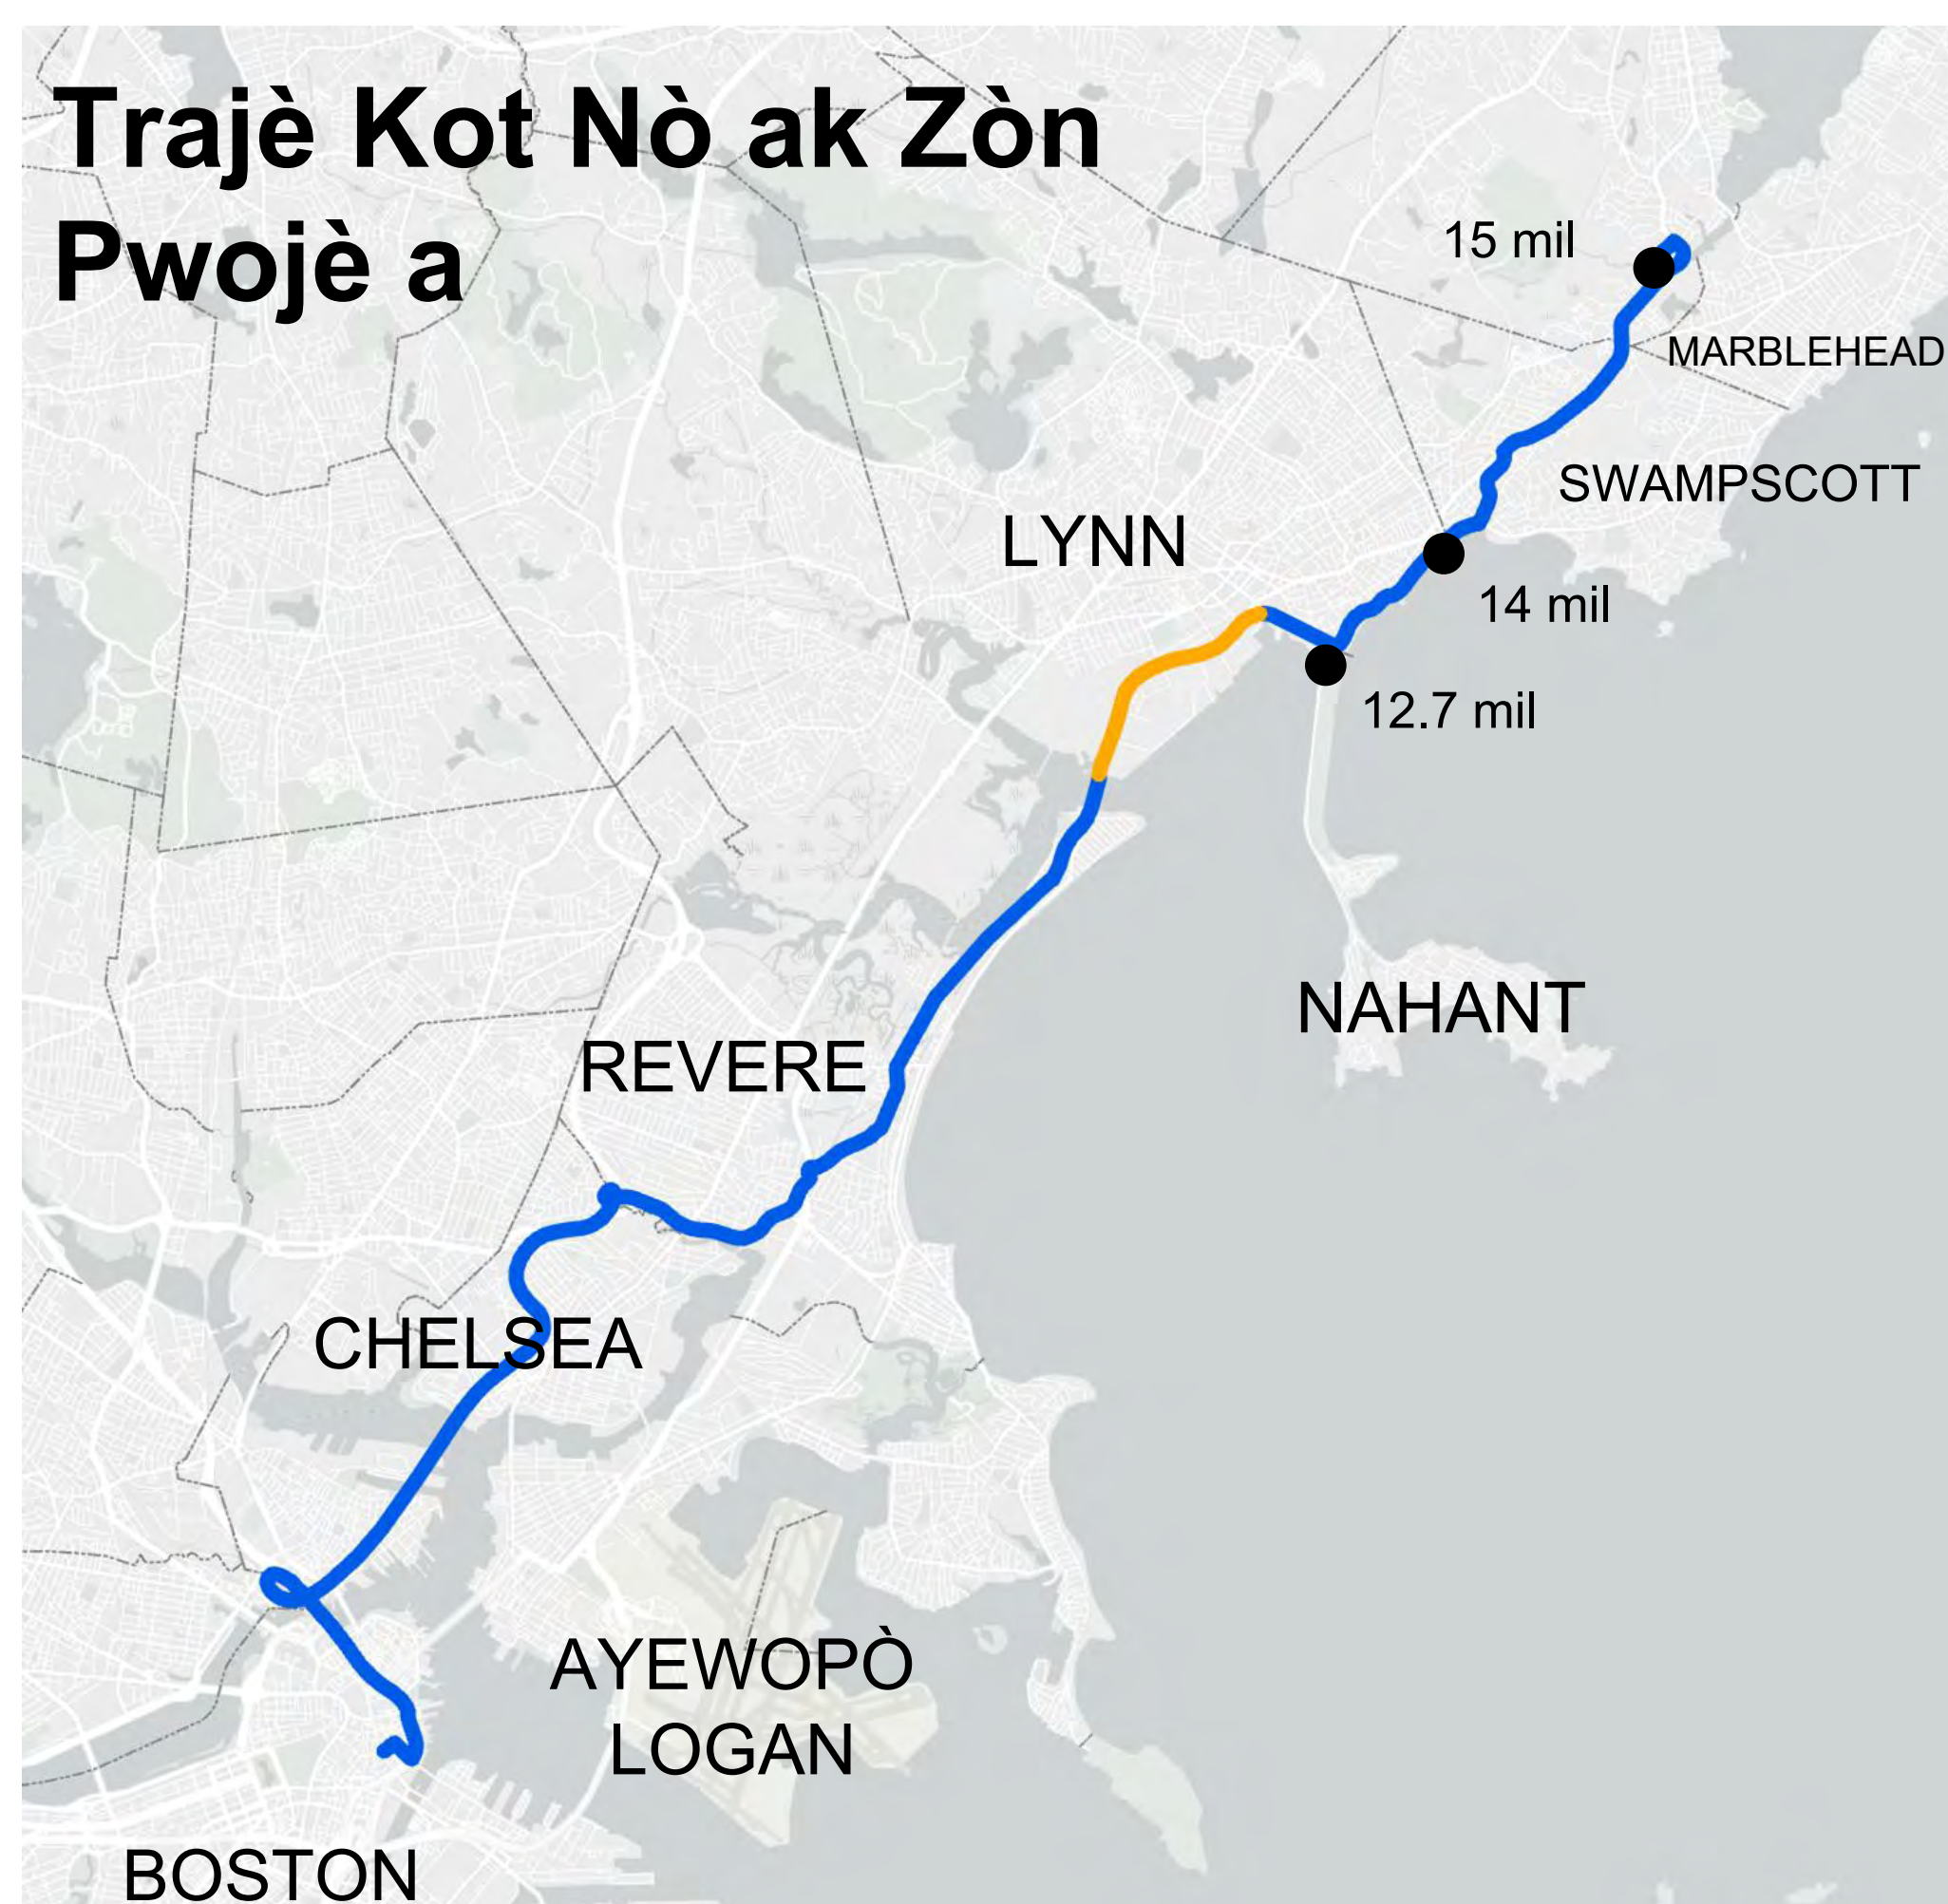 Trajè Kot Nò ak Zòn
Pwojè a
15 mil
MARBLEHEAD
SWAMPSCOTT
LYNN
14 mil
12.7 mil
NAHANT
REVERE
CHELSEA
AYEWOPÒ
LOGAN
BOSTON